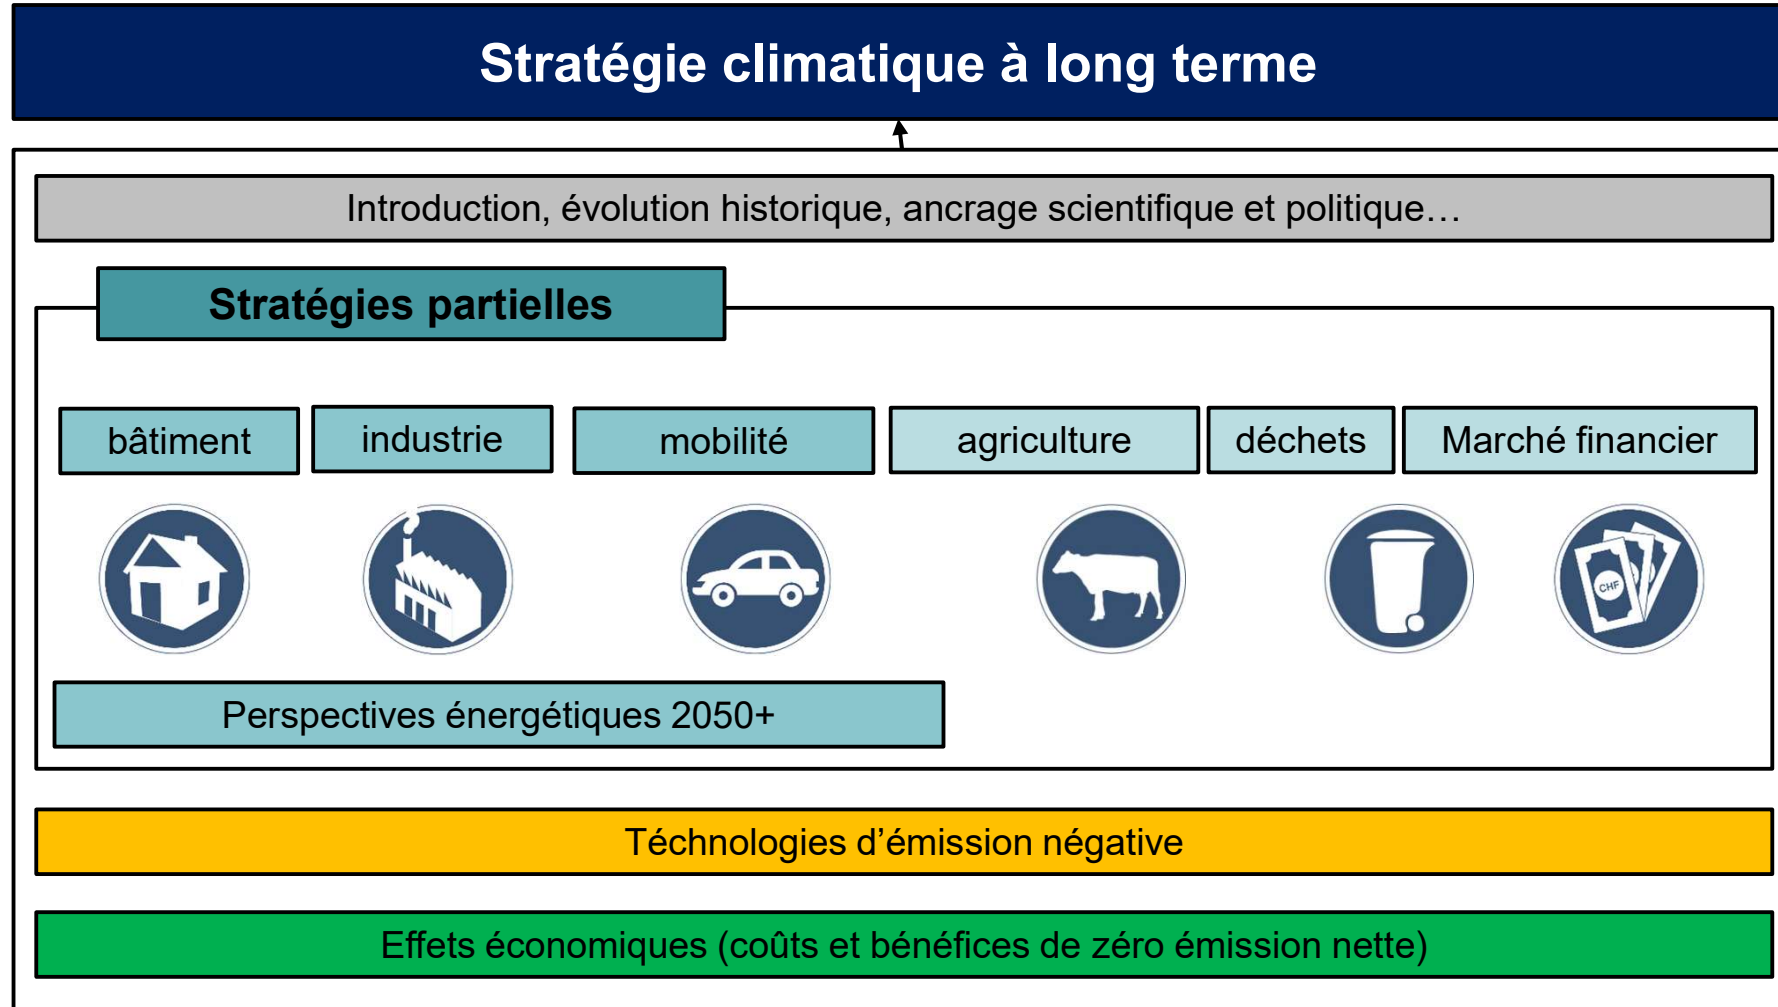 Stratégie climatique à long terme
Introduction, évolution historique, ancrage scientifique et politique…
Stratégies partielles
bâtiment
industrie
mobilité
agriculture
déchets
Marché financier
CHF
Perspectives énergétiques 2050+
Téchnologies d’émission négative
Effets économiques (coûts et bénéfices de zéro émission nette)